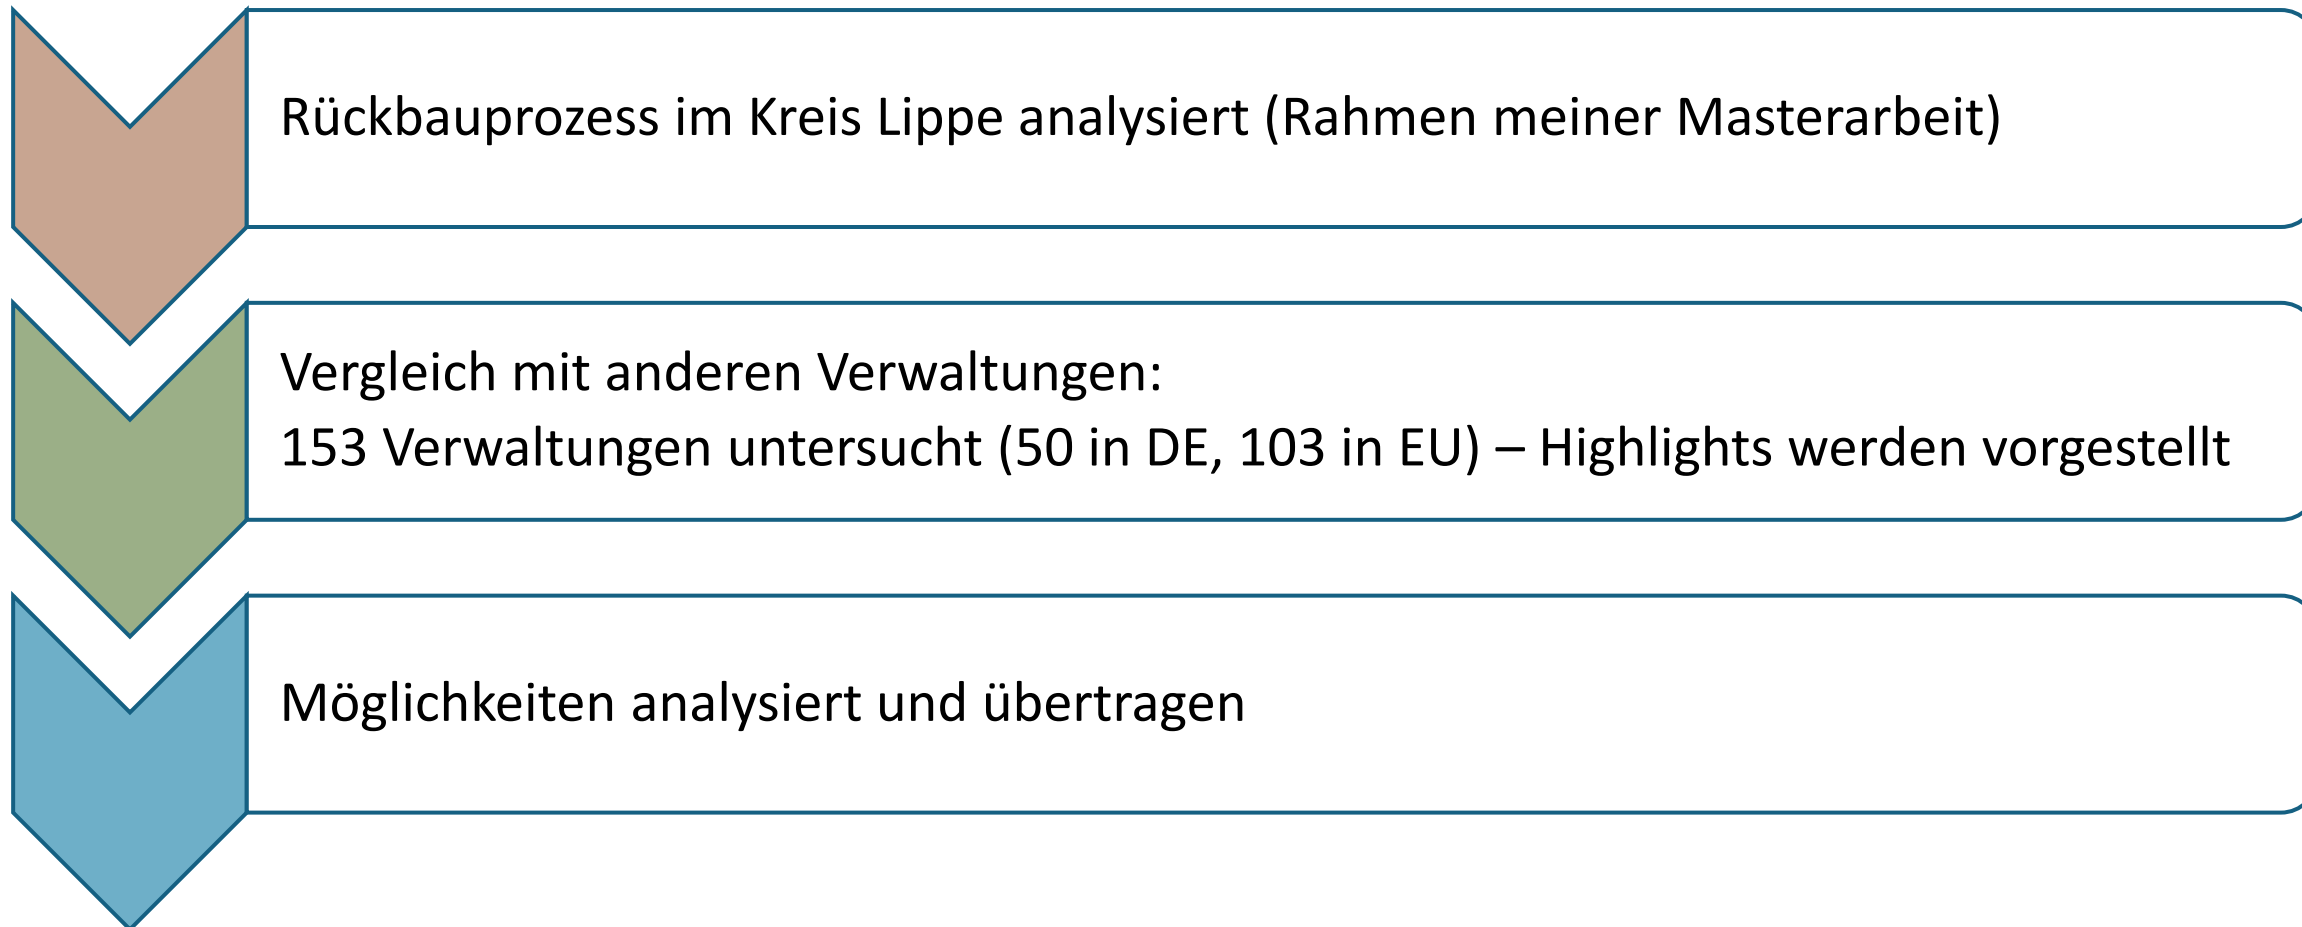 Rückbauprozess im Kreis Lippe analysiert (Rahmen meiner Masterarbeit)
Vergleich mit anderen Verwaltungen:
153 Verwaltungen untersucht (50 in DE, 103 in EU) – Highlights werden vorgestellt
Möglichkeiten analysiert und übertragen